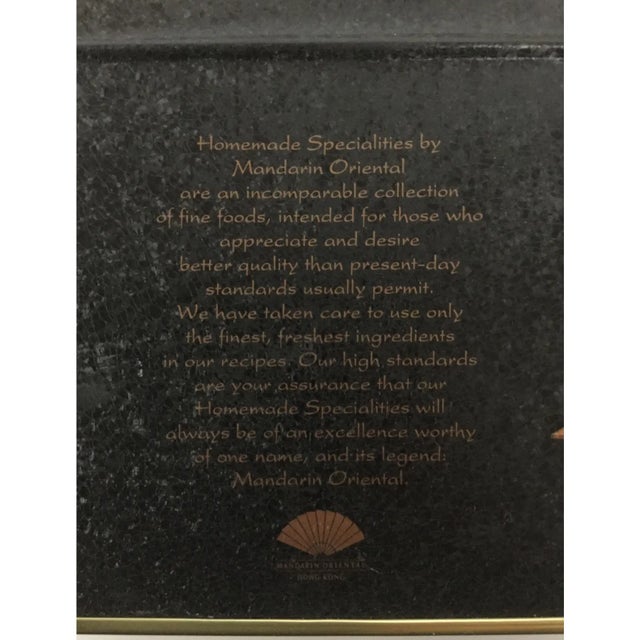 Homemade Specialities by
Mandarin Oriental
are an incomparable collection
of fine foods, intended for those who
appreciate and desire
better quality than present-day
standards usually permit.
We have taken care to use only
the finest, freshest ingredients
in our recipes. Our high standards
are your assurance that our
Homemade Specialities will
always be of an excellence worthy
of one name, and its legend:
Mandarin Oriental.
MANDARIN ORIENTAL
HONG KONG